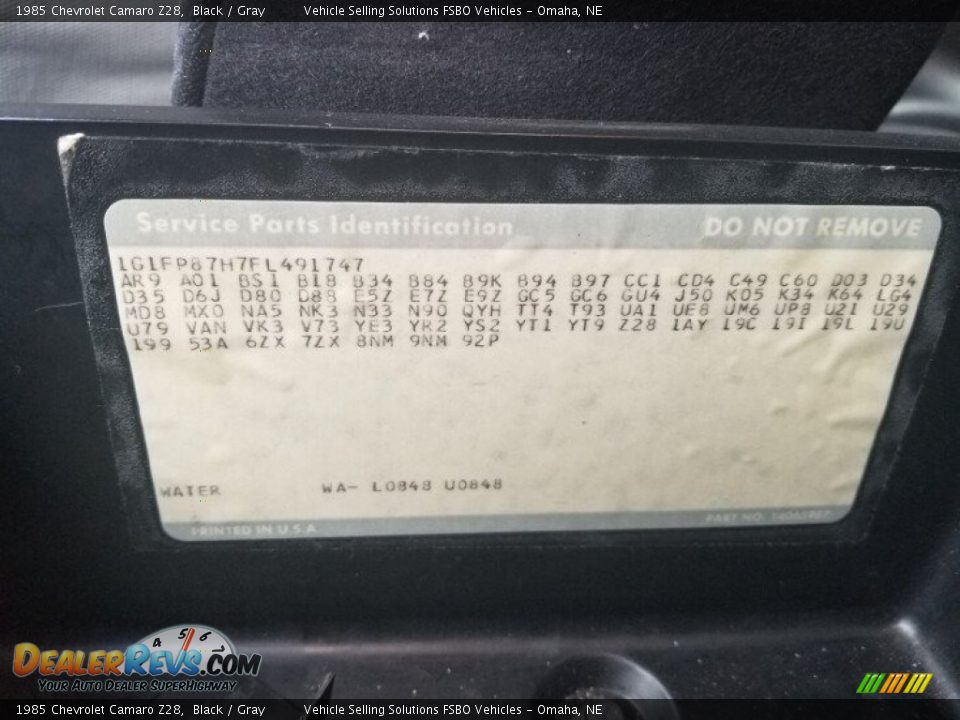 1985 Chevrolet Camaro Z28, Black / Gray Vehicle Selling Solutions FSBO Vehicles - Omaha, NE
Service Parts Identification DO NOT REMOVE
1G1FP87H7FL491747
AR9 A01 BS1 B18 B34 B84 B9K B94 B97 CC1 CD4 C49 C60 D03 D34
D35 D6J D80 D88 E5Z E7Z E9Z GC5 GC6 GU4 J50 K05 K34 K64 LG4
MD8 MX0 NA5 NK3 N33 N90 QYH TT4 T93 UA1 UE8 UM6 UP8 U21 U29
U79 VAN VK3 V73 YE3 YR2 YS2 YT1 YT9 Z28 1AY 19C 19I 19L 19U
199 53A 6ZX 7ZX 8NM 9NM 92P
WATER WA- L0848 U0848
PRINTED IN U.S.A. PART NO.
4 5 6
DEALERREVS.COM
YOUR AUTO DEALER SUPERHIGHWAY
1985 Chevrolet Camaro Z28, Black / Gray Vehicle Selling Solutions FSBO Vehicles - Omaha, NE